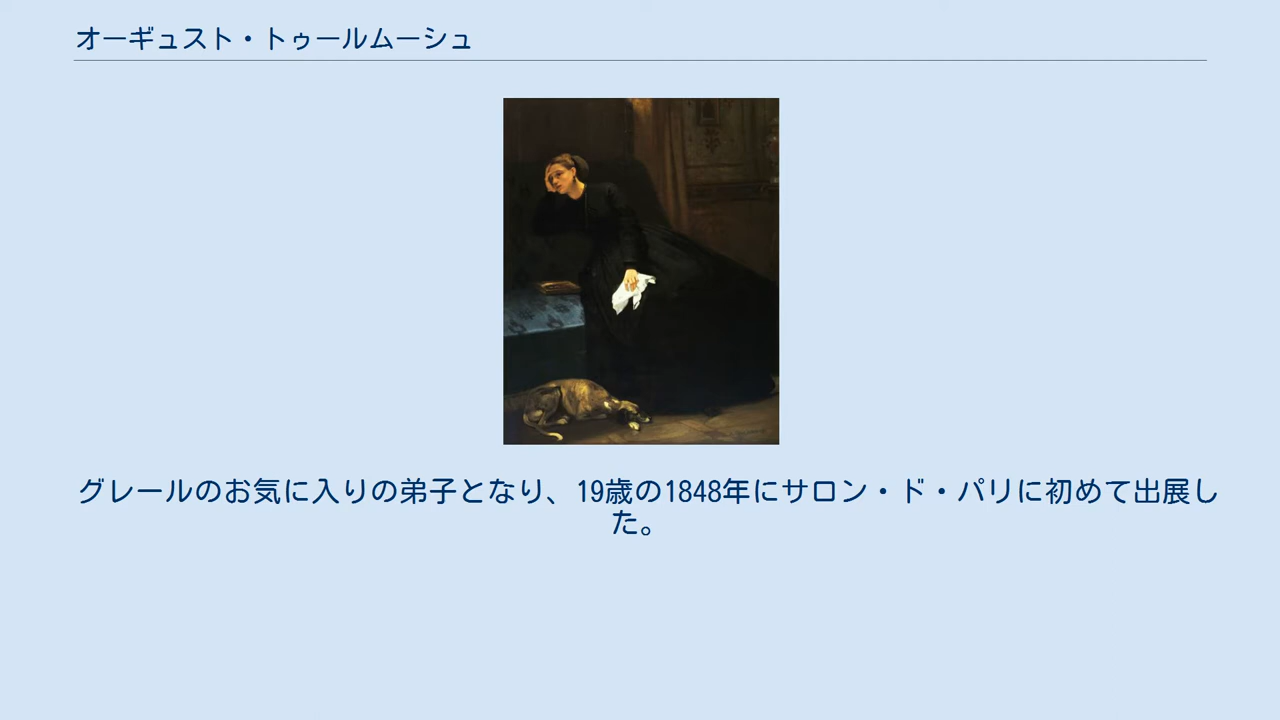 オーギュスト・トゥールムーシュ
グレールのお気に入りの弟子となり、19歳の1848年にサロン・ド・パリに初めて出展し
た。